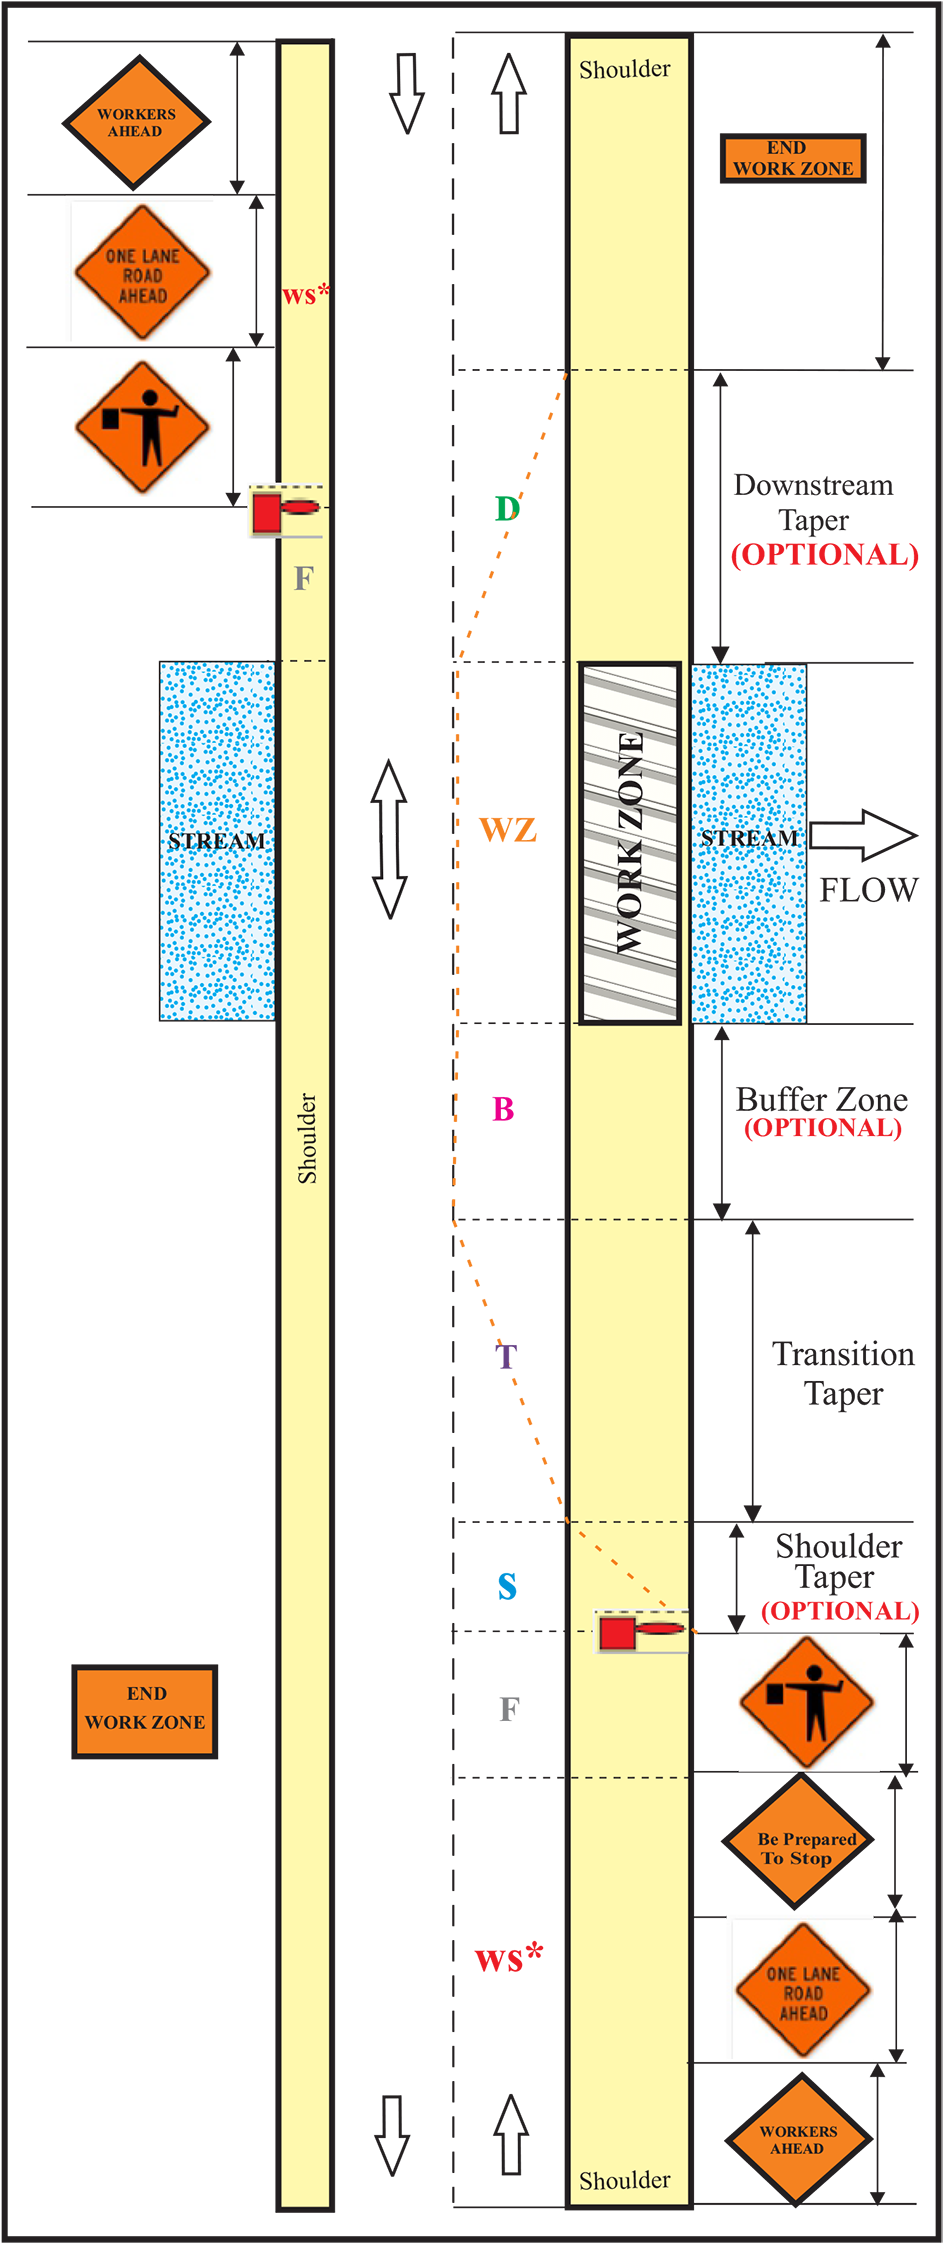 Shoulder
WORKERS
AHEAD
END
WORK ZONE
ONE LANE
ROAD
AHEAD
ws*
D
Downstream
Taper
(OPTIONAL)
F
STREAM
WZ
WORK ZONE
STREAM
FLOW
B
Buffer Zone
(OPTIONAL)
Shoulder
T
Transition
Taper
S
Shoulder
Taper
(OPTIONAL)
END
WORK ZONE
F
Be Prepared
To Stop
ws*
ONE LANE
ROAD
AHEAD
WORKERS
AHEAD
Shoulder